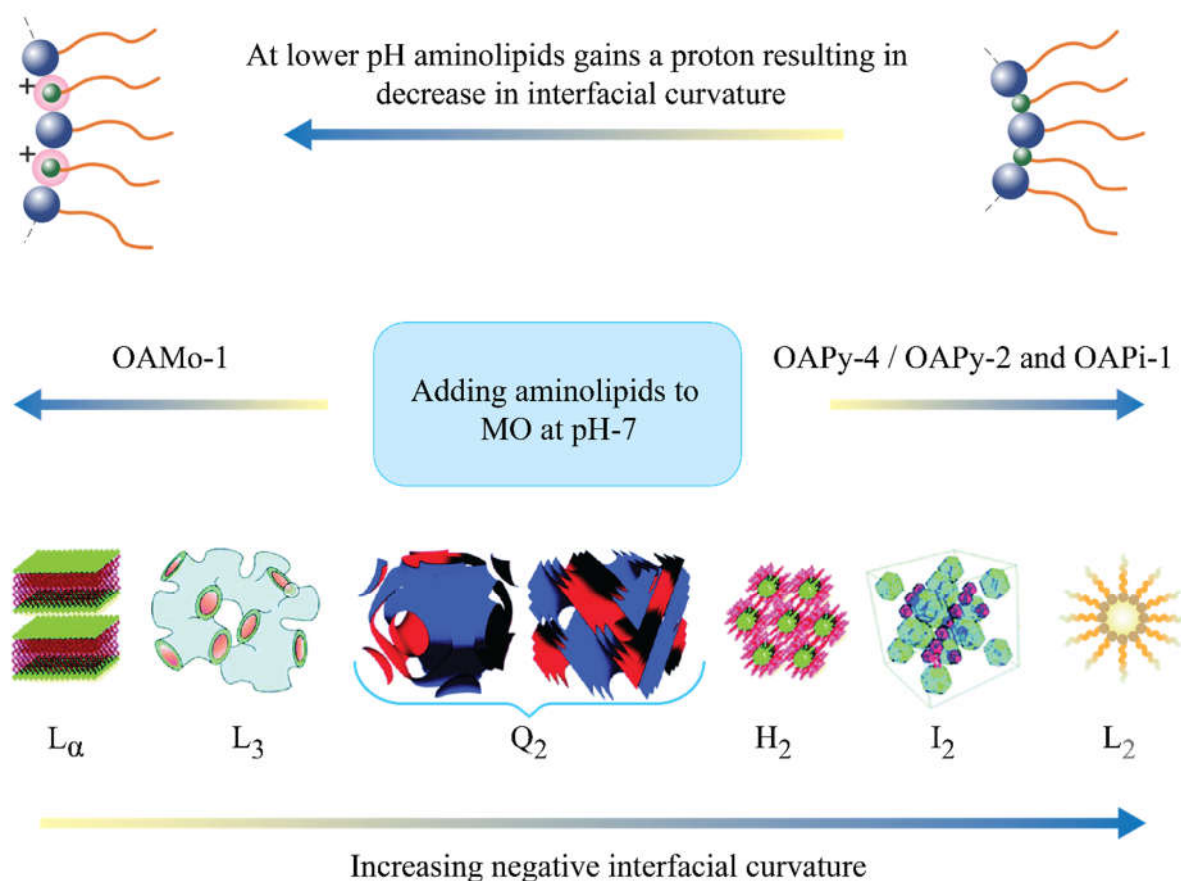 At lower pH aminolipids gains a proton resulting in
decrease in interfacial curvature
+
+
OAMo-1
Adding aminolipids to
MO at pH-7
OAPy-4 / OAPy-2 and OAPi-1
Lα
L3
Q2
H2
I2
L2
Increasing negative interfacial curvature